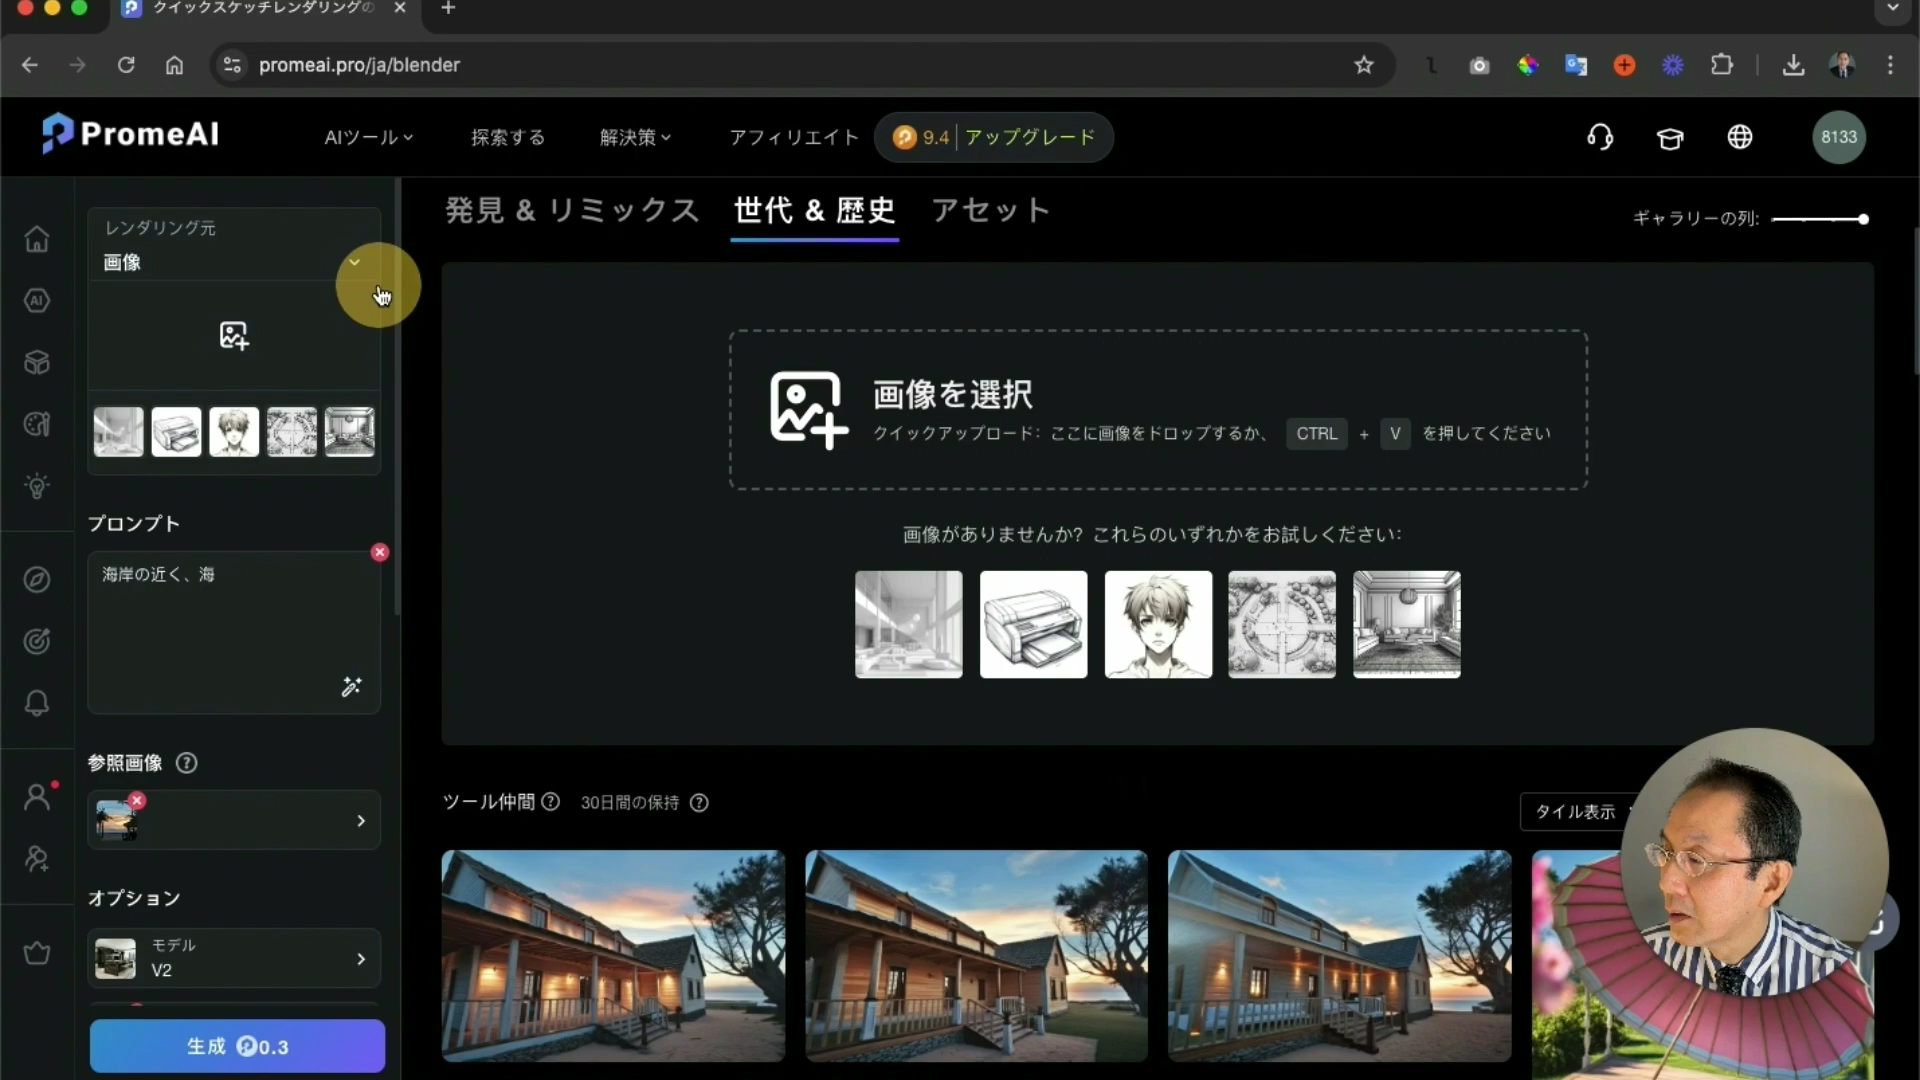 クイックスケッチレンダリングの
promeai.pro/ja/blender
PromeAI
AIツール
探索する
解決策
アフィリエイト
9.4
アップグレード
8133
レンダリング元
画像
プロンプト
海岸の近く、海
参照画像
オプション
モデル
V2
生成 0.3
発見 & リミックス
世代 & 歴史
アセット
ギャラリーの列:
画像を選択
クイックアップロード: ここに画像をドロップするか、 CTRL + V を押してください
画像がありませんか? これらのいずれかをお試しください:
ツール仲間
30日間の保持
タイル表示